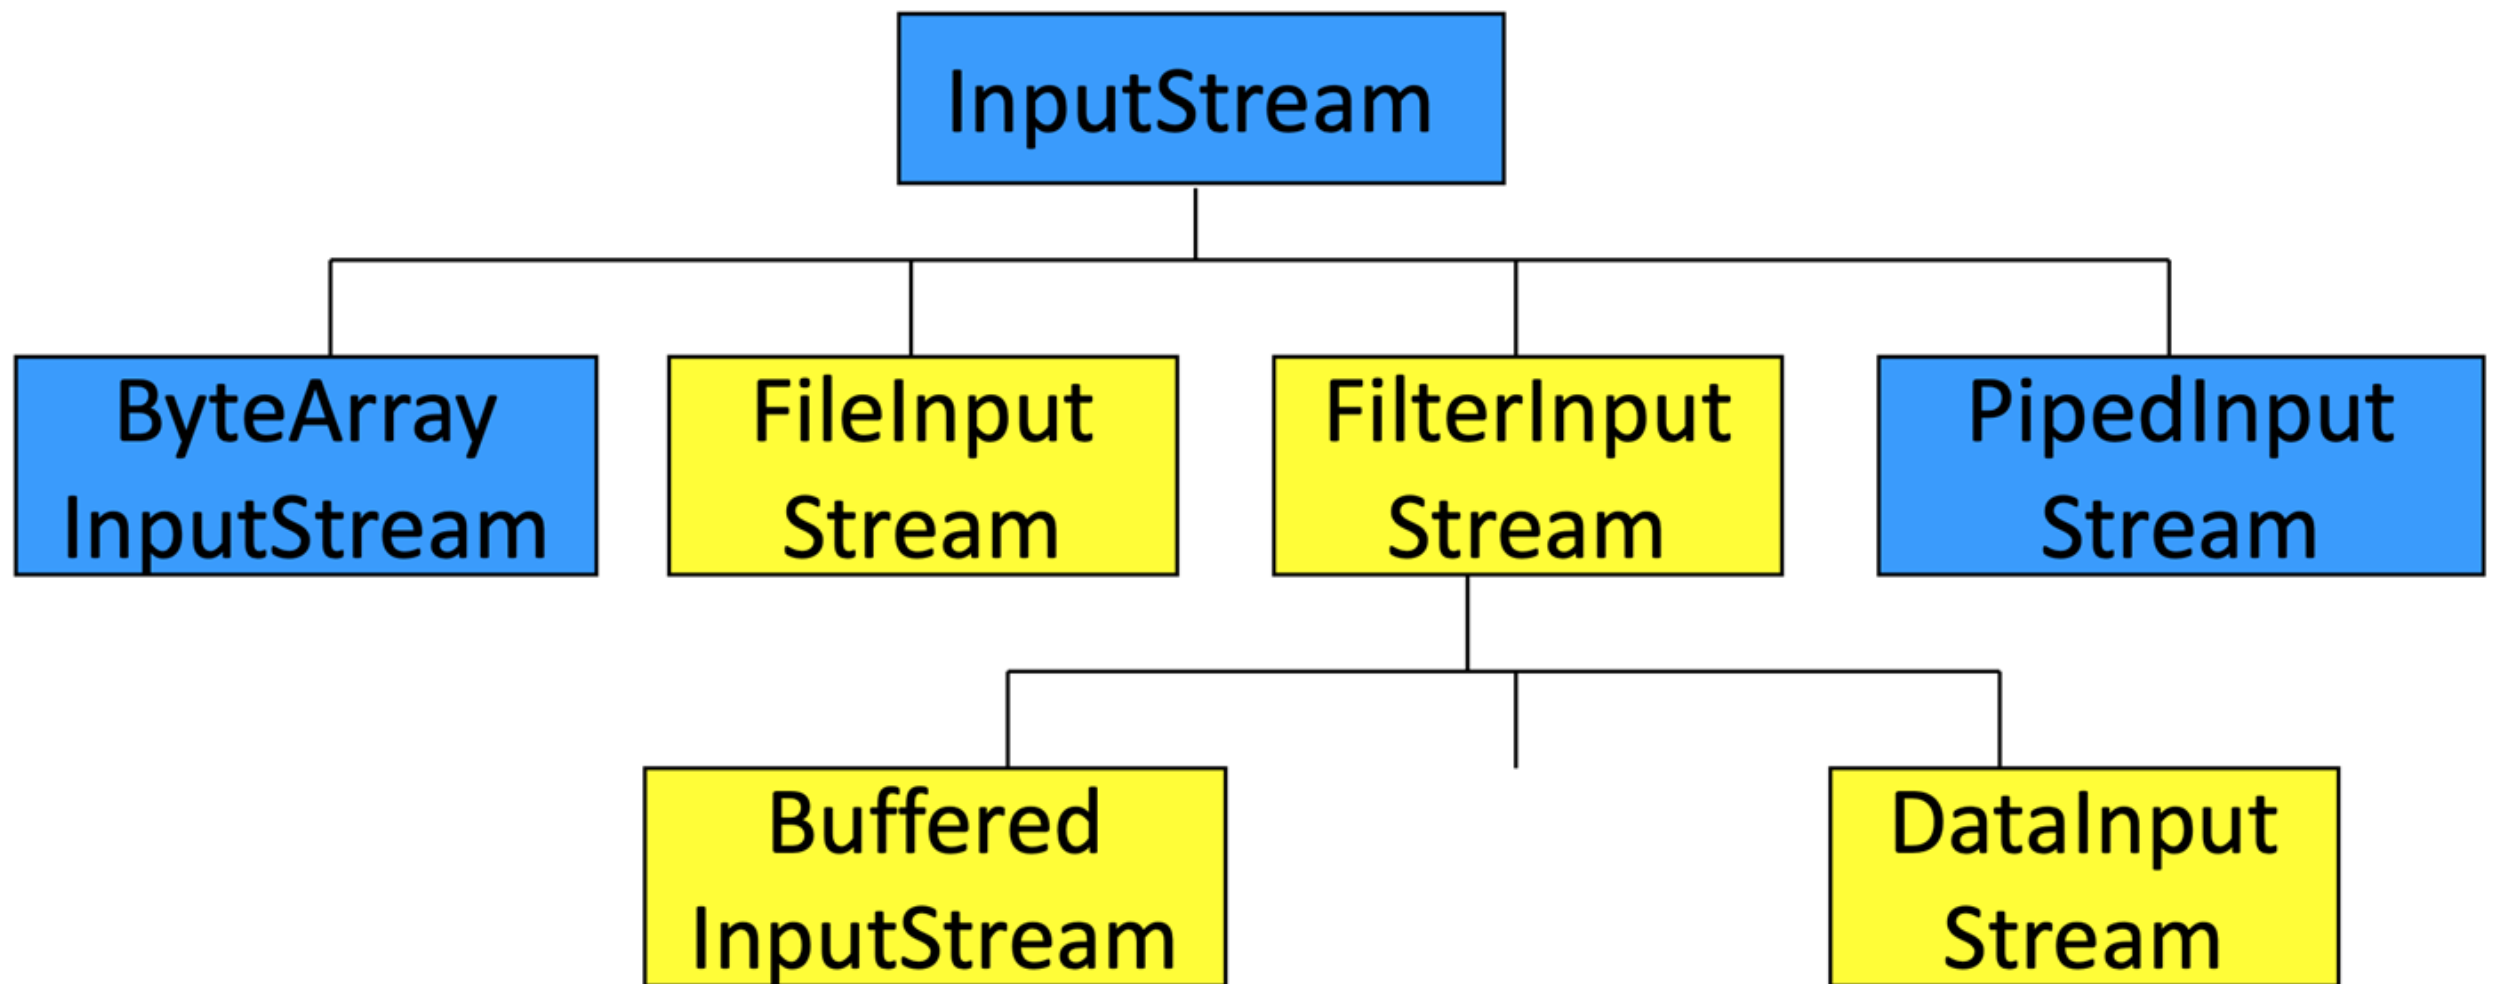 InputStream
ByteArray
InputStream
FileInput
Stream
FilterInput
Stream
PipedInput
Stream
Buffered
InputStream
DataInput
Stream